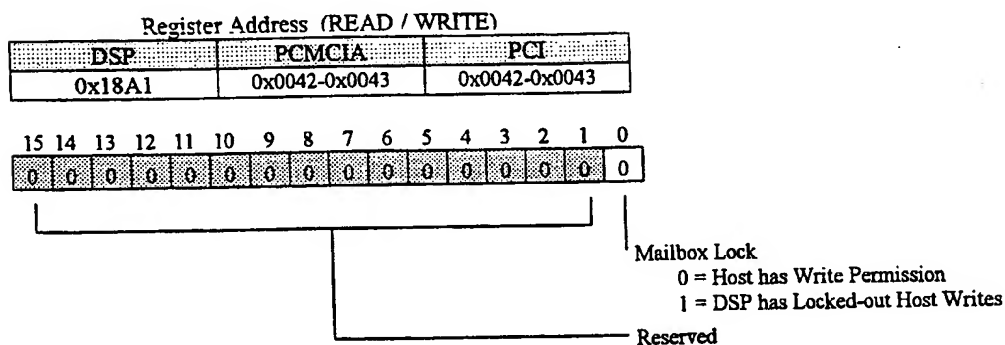 Register Address (READ / WRITE)
DSP PCMCIA PCI
0x18A1 0x0042-0x0043 0x0042-0x0043
15 14 13 12 11 10 9 8 7 6 5 4 3 2 1 0
0 0 0 0 0 0 0 0 0 0 0 0 0 0 0 0
Mailbox Lock
0 = Host has Write Permission
1 = DSP has Locked-out Host Writes
Reserved